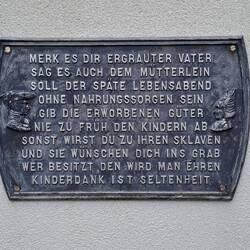 MERK ES DIR ERGRAUTER VATER,
SAG ES AUCH DEM MÜTTERLEIN
SOLL DER SPÄTE LEBENSABEND
OHNE NAHRUNGSSORGEN SEIN
GIB DIE ERWORBENEN GÜTER
NIE ZU FRÜH DEN KINDERN AB
SONST WIRST DU ZU IHREN SKLAVEN
UND SIE WÜNSCHEN DICH INS GRAB
WER BESITZT, DEN WIRD MAN EHREN
KINDERDANK IST SELTENHEIT